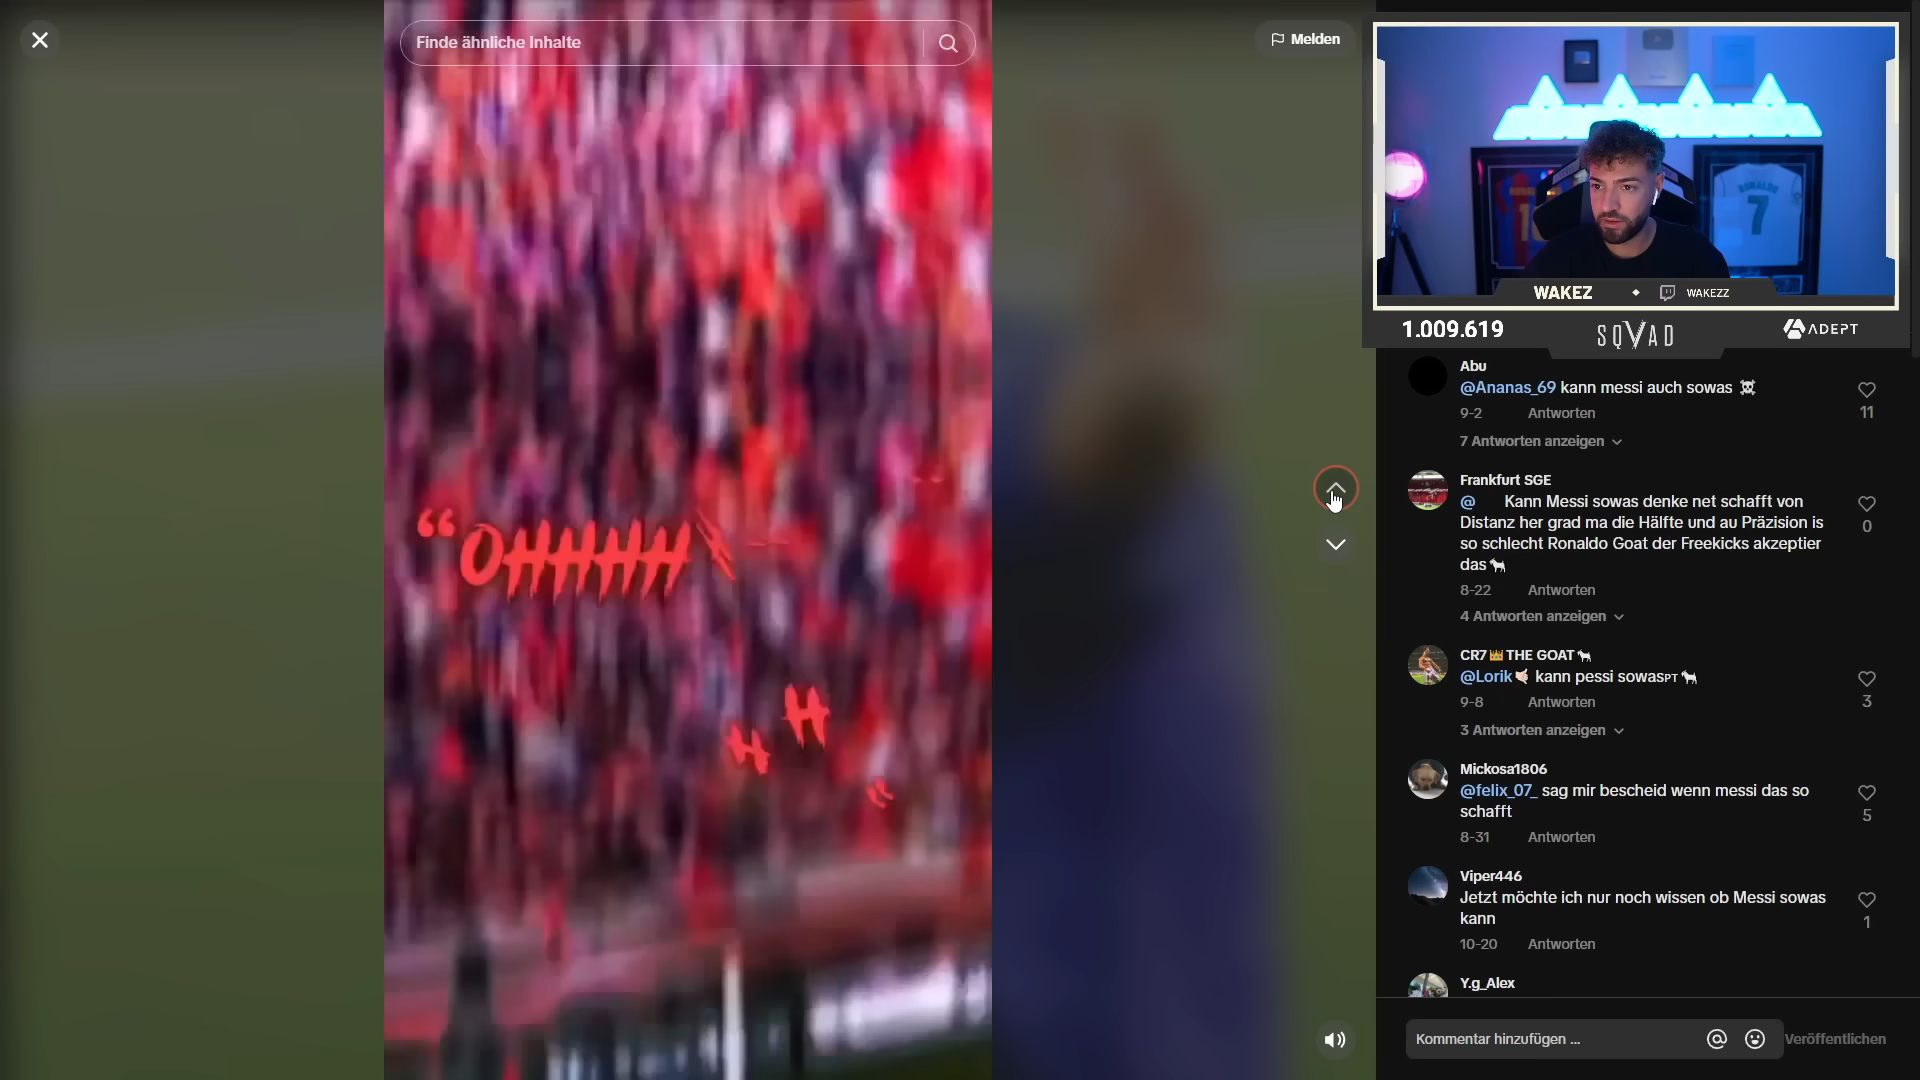 Finde ähnliche Inhalte
Melden
“OHHHH
H H
”
WAKEZ
WAKEZZ
1.009.619
SQVAD
ADEPT
RONALDO
7
Abu
@Ananas_69 kann messi auch sowas ☠️
9-2 Antworten
11
7 Antworten anzeigen
Frankfurt SGE
@ Kann Messi sowas denke net schafft von
Distanz her grad ma die Hälfte und au Präzision is
so schlecht Ronaldo Goat der Freekicks akzeptier
das🐐
0
8-22 Antworten
4 Antworten anzeigen
CR7👑THE GOAT🐐
@Lorik🤙🏻 kann pessi sowas🇵🇹🐐
9-8 Antworten
3
3 Antworten anzeigen
Mickosa1806
@felix_07_ sag mir bescheid wenn messi das so
schafft
5
8-31 Antworten
Viper446
Jetzt möchte ich nur noch wissen ob Messi sowas
kann
1
10-20 Antworten
Y.g_Alex
Kommentar hinzufügen ...
Veröffentlichen